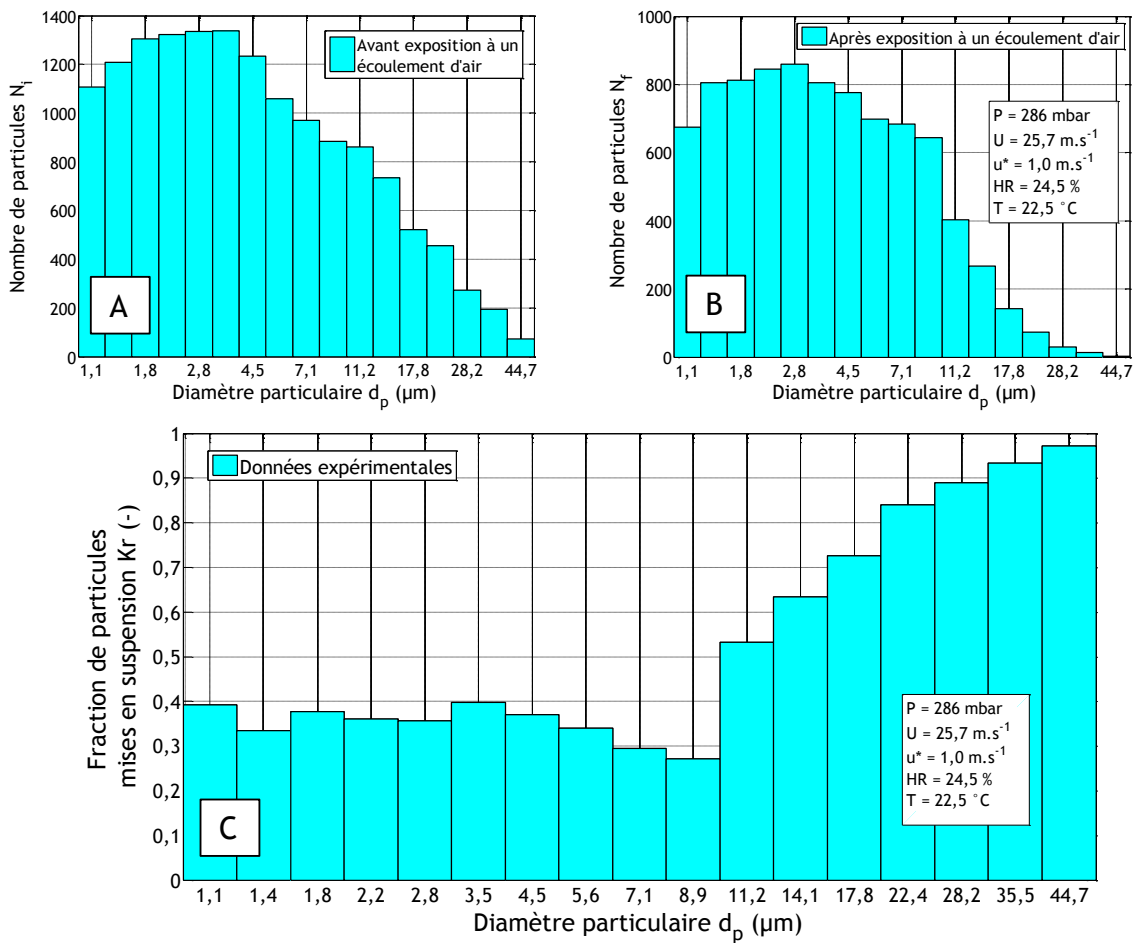 1400
1200
1000
800
600
400
200
0
Nombre de particules N_i
Avant exposition à un
écoulement d'air
A
1,1 1,8 2,8 4,5 7,1 11,2 17,8 28,2 44,7
Diamètre particulaire d_p (µm)
1000
800
600
400
200
0
Nombre de particules N_f
Après exposition à un écoulement d'air
P = 286 mbar
U = 25,7 m.s^-1
u* = 1,0 m.s^-1
HR = 24,5 %
T = 22,5 °C
B
1,1 1,8 2,8 4,5 7,1 11,2 17,8 28,2 44,7
Diamètre particulaire d_p (µm)
1
0,9
0,8
0,7
0,6
0,5
0,4
0,3
0,2
0,1
0
Fraction de particules
mises en suspension Kr (-)
Données expérimentales
P = 286 mbar
U = 25,7 m.s^-1
u* = 1,0 m.s^-1
HR = 24,5 %
T = 22,5 °C
C
1,1 1,4 1,8 2,2 2,8 3,5 4,5 5,6 7,1 8,9 11,2 14,1 17,8 22,4 28,2 35,5 44,7
Diamètre particulaire d_p (µm)